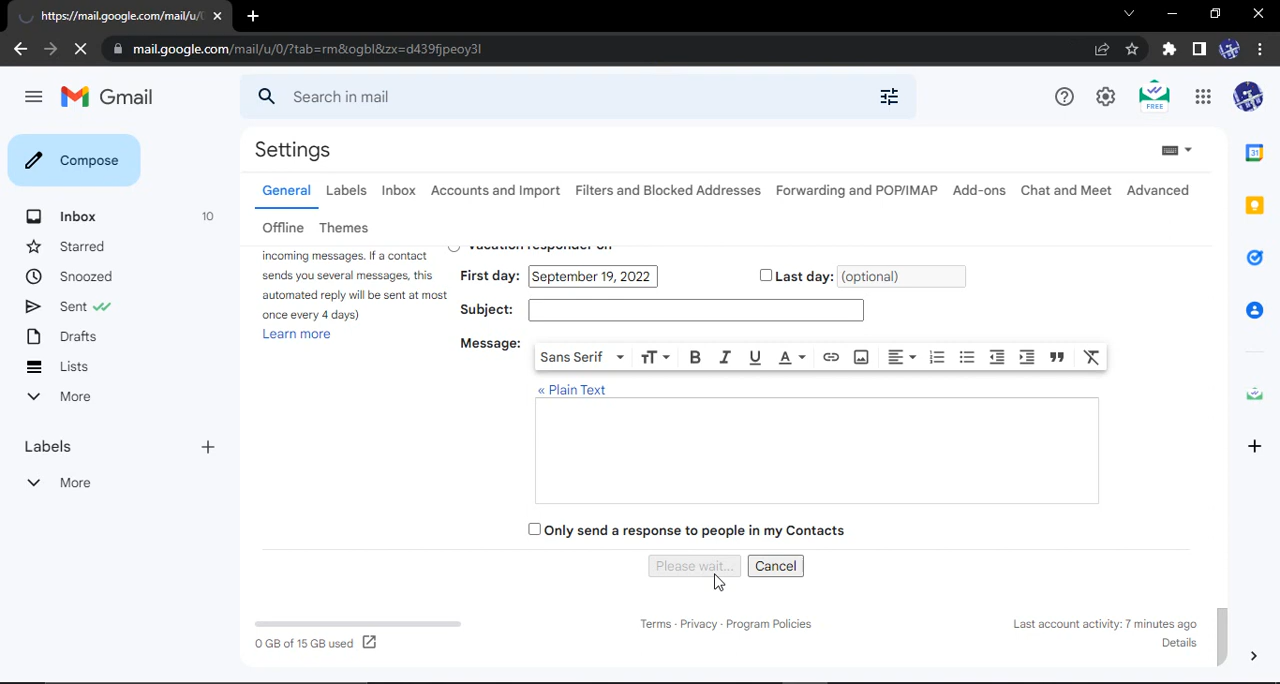 https://mail.google.com/mail/u/
mail.google.com/mail/u/0/?tab=rm&ogbl&zx=d439fjpeoy3l
Gmail
Search in mail
FREE
Compose
Settings
General Labels Inbox Accounts and Import Filters and Blocked Addresses Forwarding and POP/IMAP Add-ons Chat and Meet Advanced
Offline Themes
Inbox 10
Starred
Snoozed
Sent
Drafts
Lists
More
Labels
More
Vacation responder on
incoming messages. If a contact
sends you several messages, this
automated reply will be sent at most
once every 4 days)
Learn more
First day: September 19, 2022 Last day: (optional)
Subject:
Message:
Sans Serif
« Plain Text
Only send a response to people in my Contacts
Please wait... Cancel
0 GB of 15 GB used
Terms · Privacy · Program Policies
Last account activity: 7 minutes ago
Details
31